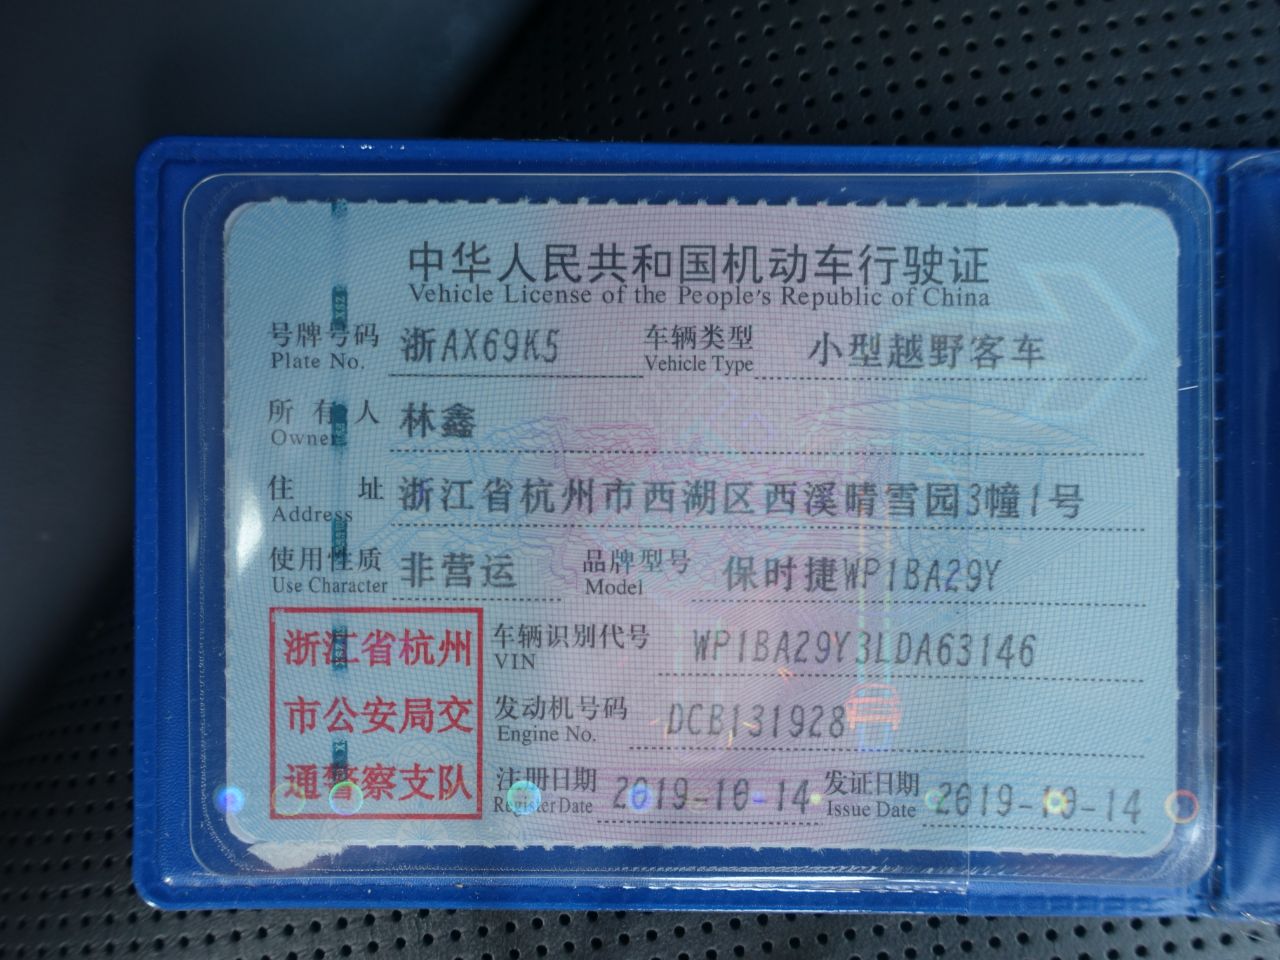 中华人民共和国机动车行驶证
Vehicle License of the People's Republic of China
号牌号码 浙AX69K5 车辆类型 小型越野客车
Plate No. Vehicle Type
所有人 林鑫
Owner
住址 浙江省杭州市西湖区西溪晴雪园3幢1号
Address
使用性质 非营运 品牌型号 保时捷WP1BA29Y
Use Character Model
浙江省杭州
市公安局交
通警察支队
车辆识别代号 WP1BA29Y3LDA63146
VIN
发动机号码 DCB131928
Engine No.
注册日期 2019-10-14 发证日期 2019-10-14
Register Date Issue Date